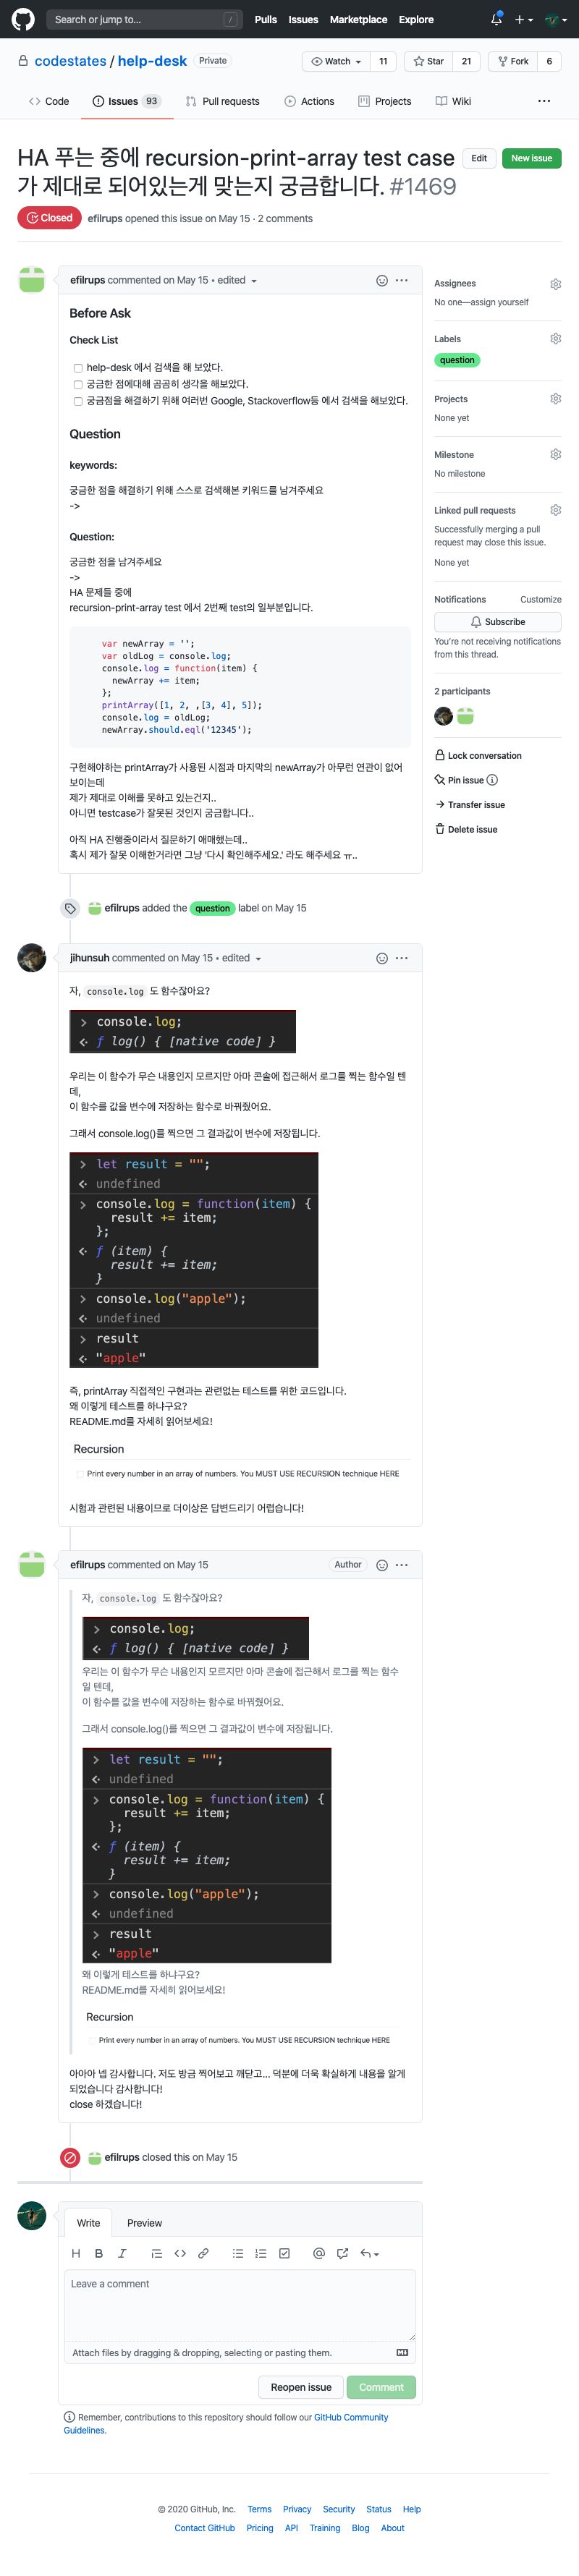 Search or jump to...
/
Pulls Issues Marketplace Explore
codestates / help-desk Private
Watch 11 Star 21 Fork 6
Code Issues 93 Pull requests Actions Projects Wiki
HA 푸는 중에 recursion-print-array test case
가 제대로 되어있는게 맞는지 궁금합니다. #1469
Edit New issue
Closed efilrups opened this issue on May 15 · 2 comments
efilrups commented on May 15 • edited
Before Ask
Check List
help-desk 에서 검색을 해 보았다.
궁금한 점에대해 곰곰히 생각을 해보았다.
궁금점을 해결하기 위해 여러번 Google, Stackoverflow등 에서 검색을 해보았다.
Question
keywords:
궁금한 점을 해결하기 위해 스스로 검색해본 키워드를 남겨주세요
->
Question:
궁금한 점을 남겨주세요
->
HA 문제들 중에
recursion-print-array test 에서 2번째 test의 일부분입니다.
var newArray = '';
var oldLog = console.log;
console.log = function(item) {
newArray += item;
};
printArray([1, 2, ,[3, 4], 5]);
console.log = oldLog;
newArray.should.eql('12345');
구현해야하는 printArray가 사용된 시점과 마지막의 newArray가 아무런 연관이 없어
보이는데
제가 제대로 이해를 못하고 있는건지..
아니면 testcase가 잘못된 것인지 굼금합니다..
아직 HA 진행중이라서 질문하기 애매했는데..
혹시 제가 잘못 이해한거라면 그냥 '다시 확인해주세요.' 라도 해주세요 ㅠ..
Assignees
No one—assign yourself
Labels
question
Projects
None yet
Milestone
No milestone
Linked pull requests
Successfully merging a pull
request may close this issue.
None yet
Notifications Customize
Subscribe
You're not receiving notifications
from this thread.
2 participants
Lock conversation
Pin issue
Transfer issue
Delete issue
efilrups added the question label on May 15
jihunsuh commented on May 15 • edited
자, console.log 도 함수잖아요?
> console.log;
ƒ log() { [native code] }
우리는 이 함수가 무슨 내용인지 모르지만 아마 콘솔에 접근해서 로그를 찍는 함수일 텐
데,
이 함수를 값을 변수에 저장하는 함수로 바꿔줬어요.
그래서 console.log()를 찍으면 그 결과값이 변수에 저장됩니다.
> let result = "";
undefined
> console.log = function(item) {
result += item;
};
ƒ (item) {
result += item;
}
> console.log("apple");
undefined
> result
"apple"
즉, printArray 직접적인 구현과는 관련없는 테스트를 위한 코드입니다.
왜 이렇게 테스트를 하냐구요?
README.md를 자세히 읽어보세요!
Recursion
Print every number in an array of numbers. You MUST USE RECURSION technique HERE
시험과 관련된 내용이므로 더이상은 답변드리기 어렵습니다!
efilrups commented on May 15 Author
자, console.log 도 함수잖아요?
> console.log;
ƒ log() { [native code] }
우리는 이 함수가 무슨 내용인지 모르지만 아마 콘솔에 접근해서 로그를 찍는 함수
일 텐데,
이 함수를 값을 변수에 저장하는 함수로 바꿔줬어요.
그래서 console.log()를 찍으면 그 결과값이 변수에 저장됩니다.
> let result = "";
undefined
> console.log = function(item) {
result += item;
};
ƒ (item) {
result += item;
}
> console.log("apple");
undefined
> result
"apple"
왜 이렇게 테스트를 하냐구요?
README.md를 자세히 읽어보세요!
Recursion
Print every number in an array of numbers. You MUST USE RECURSION technique HERE
아아아 넵 감사합니다. 저도 방금 찍어보고 깨닫고... 덕분에 더욱 확실하게 내용을 알게
되었습니다 감사합니다!
close 하겠습니다!
efilrups closed this on May 15
Write Preview
H B I
Leave a comment
Attach files by dragging & dropping, selecting or pasting them.
Reopen issue Comment
Remember, contributions to this repository should follow our GitHub Community
Guidelines.
© 2020 GitHub, Inc. Terms Privacy Security Status Help
Contact GitHub Pricing API Training Blog About